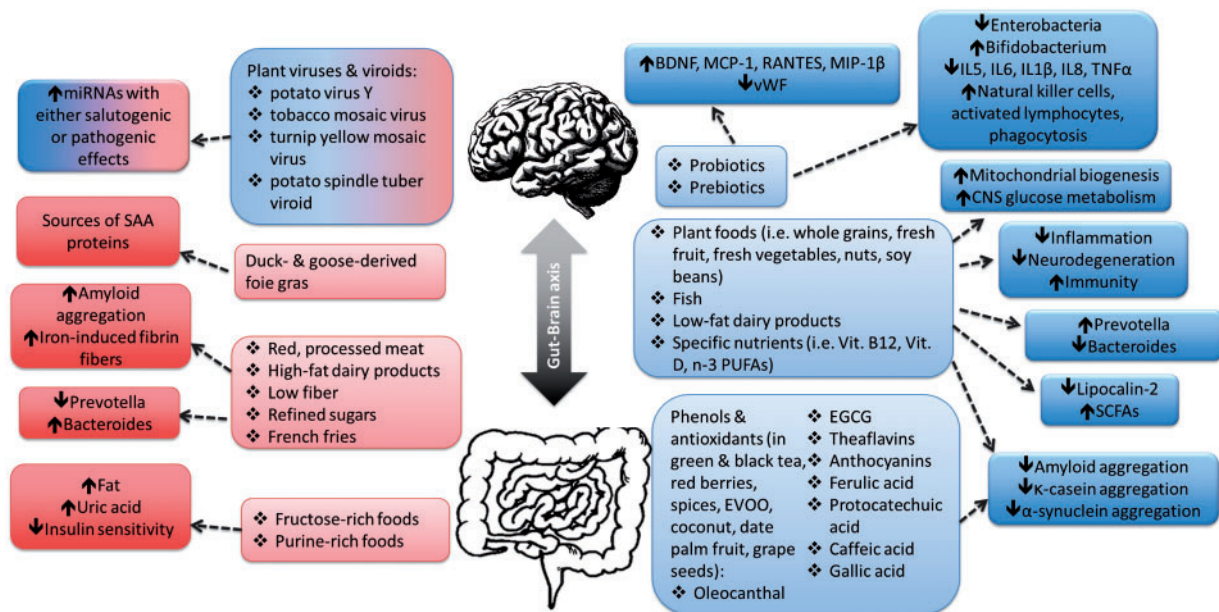 ↑miRNAs with
either salutogenic
or pathogenic
effects
Plant viruses & viroids:
❖ potato virus Y
❖ tobacco mosaic virus
❖ turnip yellow mosaic
virus
❖ potato spindle tuber
viroid
Sources of SAA
proteins
Duck- & goose-derived
foie gras
↑Amyloid
aggregation
↑Iron-induced fibrin
fibers
❖ Red, processed meat
❖ High-fat dairy products
❖ Low fiber
❖ Refined sugars
❖ French fries
↓Prevotella
↑Bacteroides
↑Fat
↑Uric acid
↓Insulin sensitivity
❖ Fructose-rich foods
❖ Purine-rich foods
Gut-Brain axis
↑BDNF, MCP-1, RANTES, MIP-1β
↓vWF
↓Enterobacteria
↑Bifidobacterium
↓IL5, IL6, IL1β, IL8, TNFα
↑Natural killer cells,
activated lymphocytes,
phagocytosis
❖ Probiotics
❖ Prebiotics
↑Mitochondrial biogenesis
↑CNS glucose metabolism
❖ Plant foods (i.e. whole grains, fresh
fruit, fresh vegetables, nuts, soy
beans)
❖ Fish
❖ Low-fat dairy products
❖ Specific nutrients (i.e. Vit. B12, Vit.
D, n-3 PUFAs)
↓Inflammation
↓Neurodegeneration
↑Immunity
↑Prevotella
↓Bacteroides
↓Lipocalin-2
↑SCFAs
Phenols &
antioxidants (in
green & black tea,
red berries,
spices, EVOO,
coconut, date
palm fruit, grape
seeds):
❖ Oleocanthal
❖ EGCG
❖ Theaflavins
❖ Anthocyanins
❖ Ferulic acid
❖ Protocatechuic
acid
❖ Caffeic acid
❖ Gallic acid
↓Amyloid aggregation
↓κ-casein aggregation
↓α-synuclein aggregation